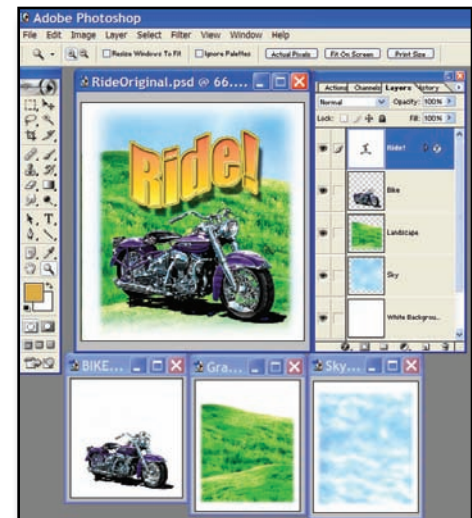 Adobe Photoshop
File Edit Image Layer Select Filter View Window Help
Resize Windows To Fit Ignore Palettes Actual Pixels Fit On Screen Print Size
RideOriginal.psd @ 66....
Actions Channels Layers History
Normal Opacity: 100%
Lock: Fill: 100%
Ride!
Ride!
Bike
Landscape
Sky
White Backgrou...
BIKE... Gra... Sky...